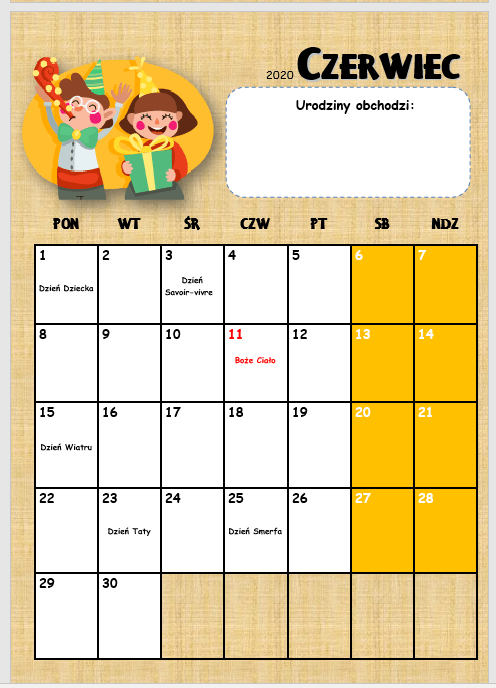 2020 CZERWIEC
Urodziny obchodzi:
PON WT ŚR CZW PT SB NDZ
1 2 3 4 5 6 7
Dzień Dziecka
Dzień
Savoir-vivre
8 9 10 11 12 13 14
Boże Ciało
15 16 17 18 19 20 21
Dzień Wiatru
22 23 24 25 26 27 28
Dzień Taty Dzień Smerfa
29 30